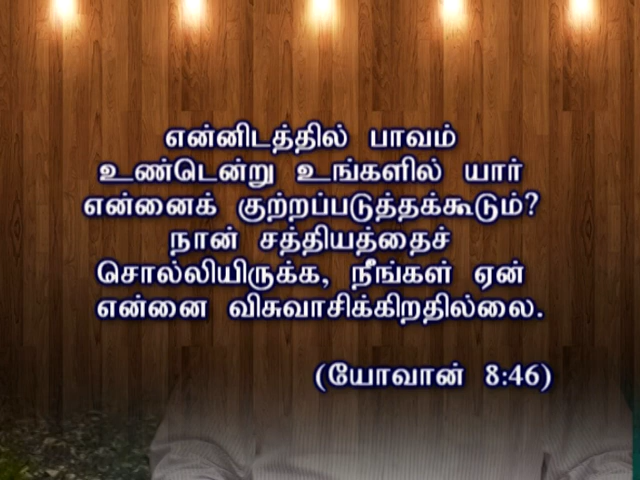 என்னிடத்தில் பாவம்
உண்டென்று உங்களில் யார்
என்னைக் குற்றப்படுத்தக்கூடும்?
நான் சத்தியத்தைச்
சொல்லியிருக்க, நீங்கள் ஏன்
என்னை விசுவாசிக்கிறதில்லை.
(யோவான் 8:46)